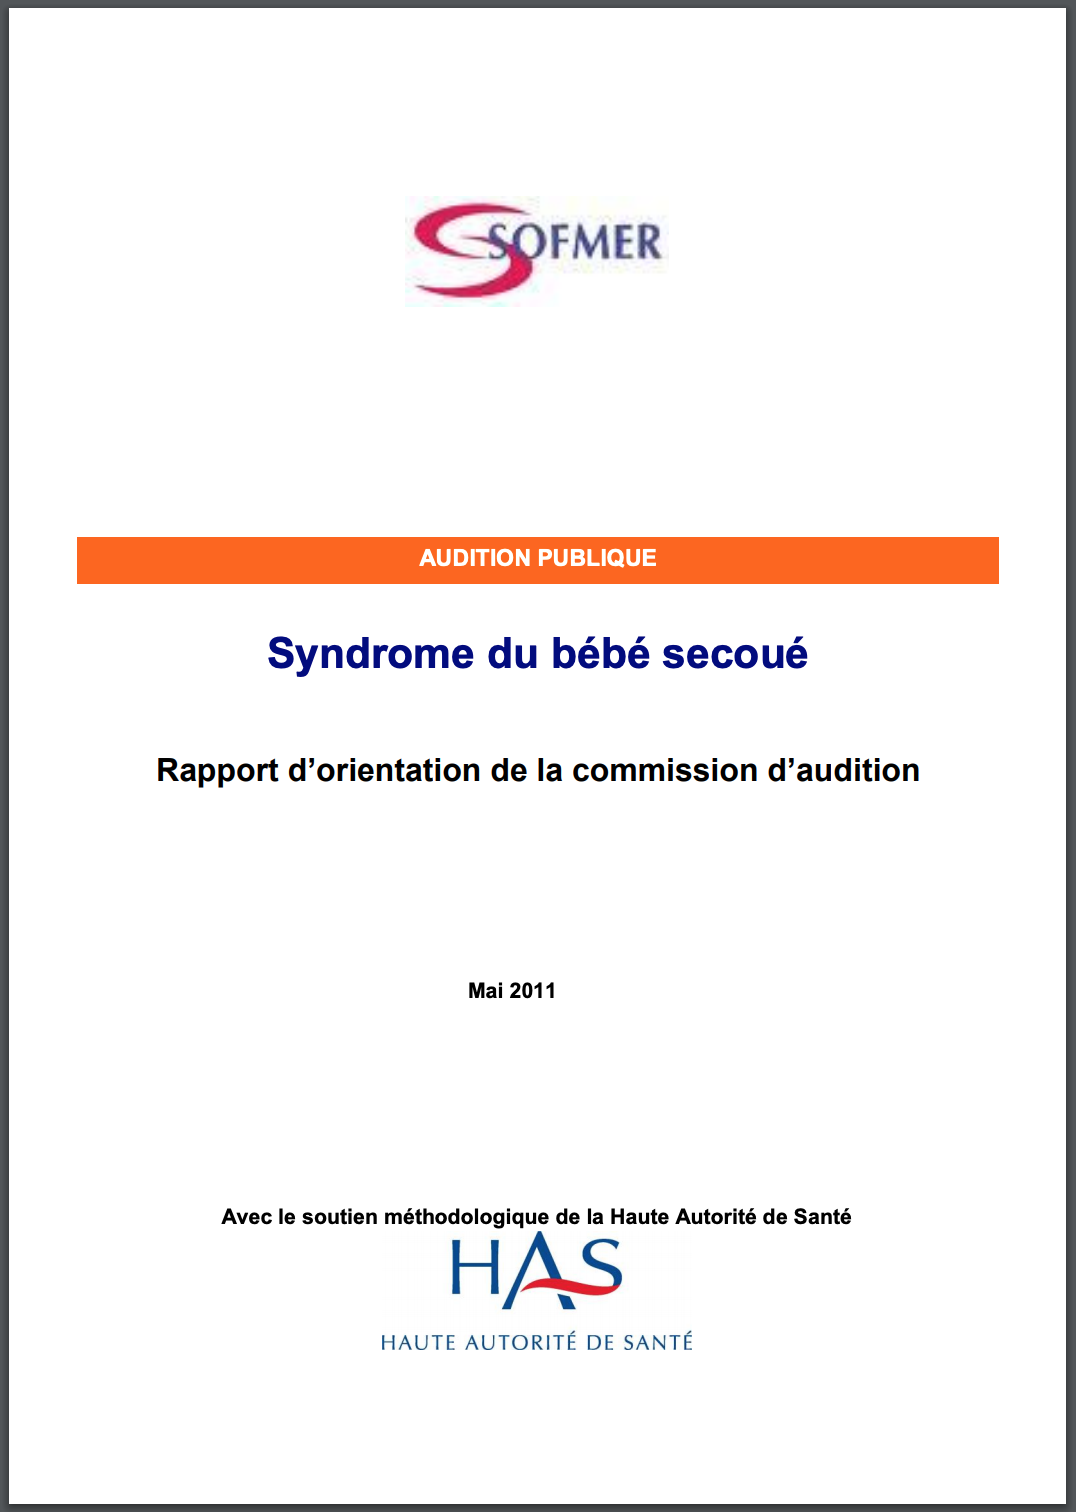 SOFMER
AUDITION PUBLIQUE
Syndrome du bébé secoué
Rapport d’orientation de la commission d’audition
Mai 2011
Avec le soutien méthodologique de la Haute Autorité de Santé
HAS
HAUTE AUTORITÉ DE SANTÉ